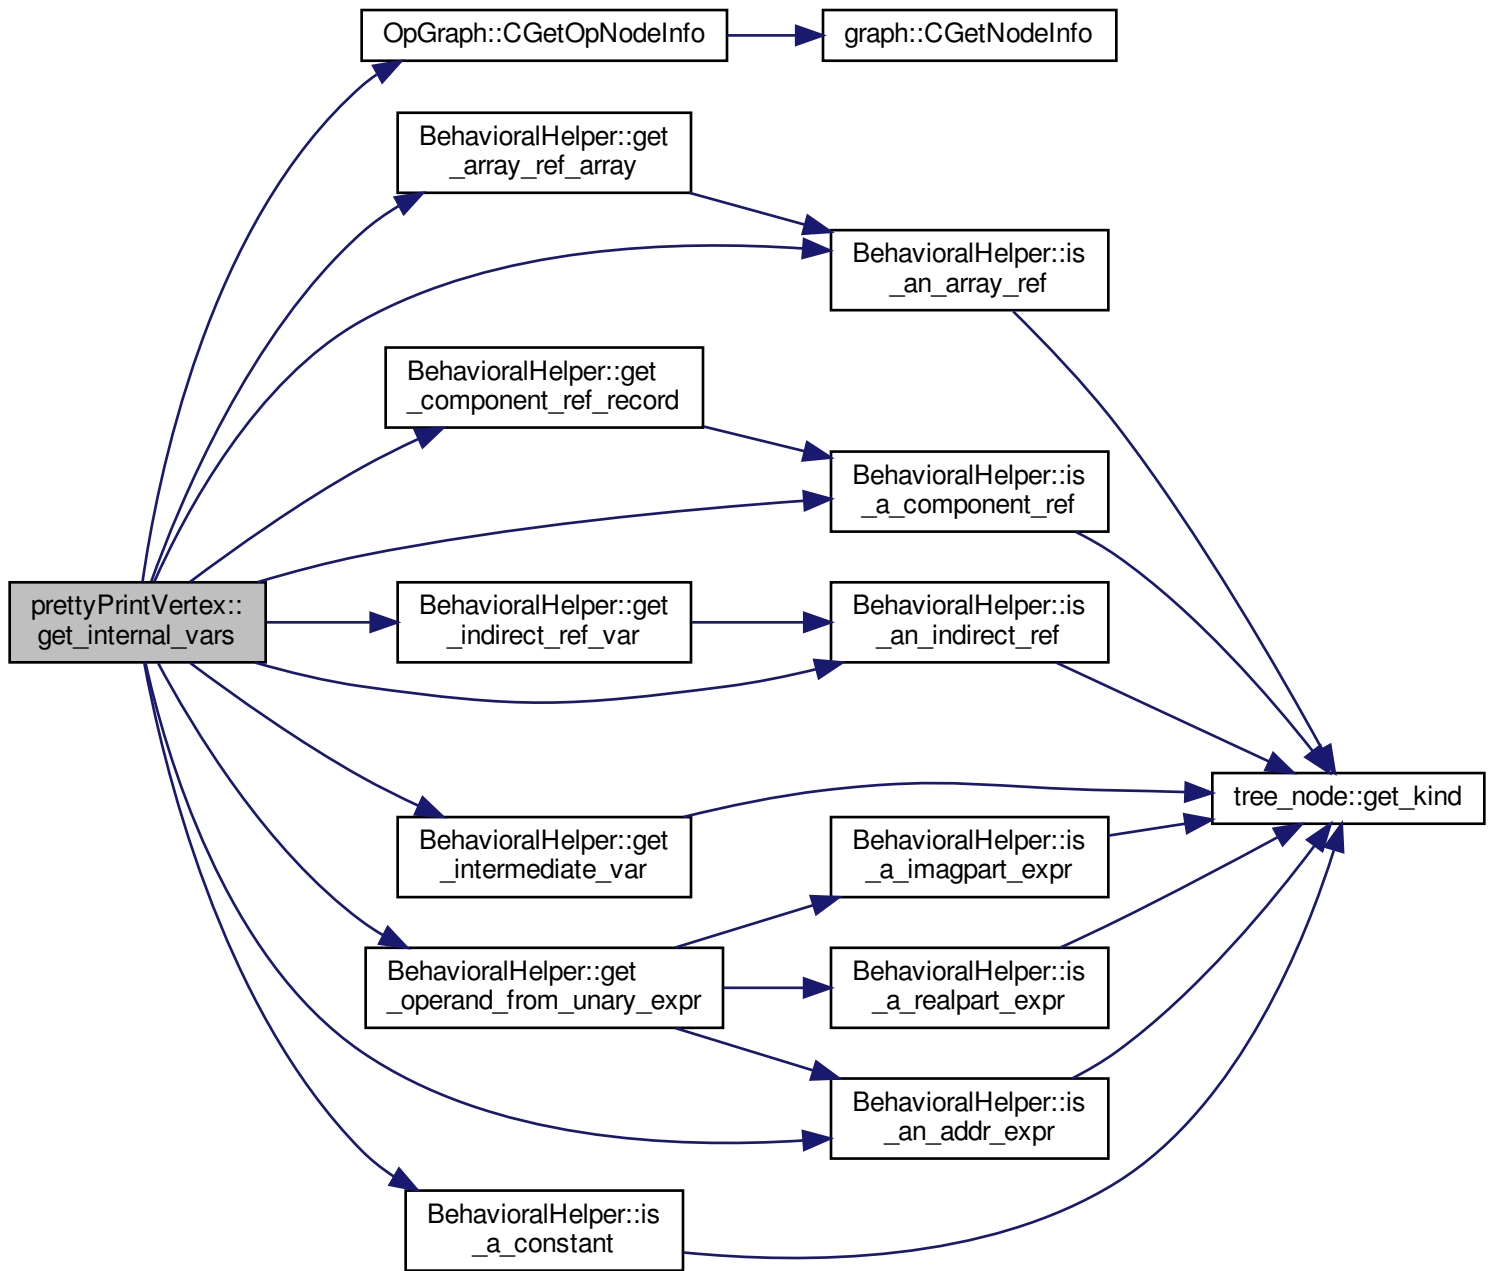 OpGraph::CGetOpNodeInfo
graph::CGetNodeInfo
BehavioralHelper::get
_array_ref_array
BehavioralHelper::is
_an_array_ref
BehavioralHelper::get
_component_ref_record
BehavioralHelper::is
_a_component_ref
prettyPrintVertex::
get_internal_vars
BehavioralHelper::get
_indirect_ref_var
BehavioralHelper::is
_an_indirect_ref
tree_node::get_kind
BehavioralHelper::get
_intermediate_var
BehavioralHelper::is
_a_imagpart_expr
BehavioralHelper::get
_operand_from_unary_expr
BehavioralHelper::is
_a_realpart_expr
BehavioralHelper::is
_an_addr_expr
BehavioralHelper::is
_a_constant